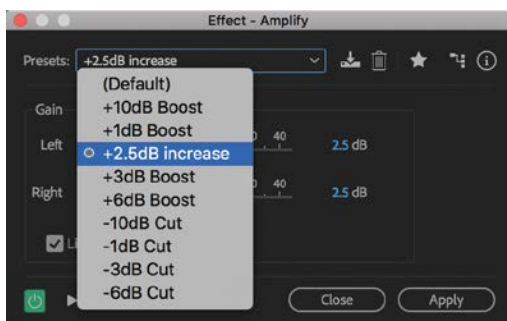 Effect - Amplify
Presets: +2.5dB increase
(Default)
+10dB Boost
+1dB Boost
+2.5dB increase
+3dB Boost
+6dB Boost
-10dB Cut
-1dB Cut
-3dB Cut
-6dB Cut
Gain
Left 40 2.5 dB
Right 40 2.5 dB
Close Apply